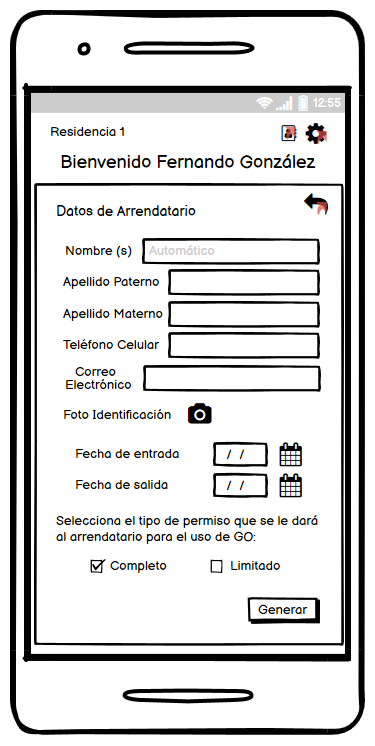 12:55
Residencia 1
Bienvenido Fernando González
Datos de Arrendatario
Nombre (s) Automático
Apellido Paterno
Apellido Materno
Teléfono Celular
Correo
Electrónico
Foto Identificación
Fecha de entrada / /
Fecha de salida / /
Selecciona el tipo de permiso que se le dará
al arrendatario para el uso de GO:
Completo Limitado
Generar